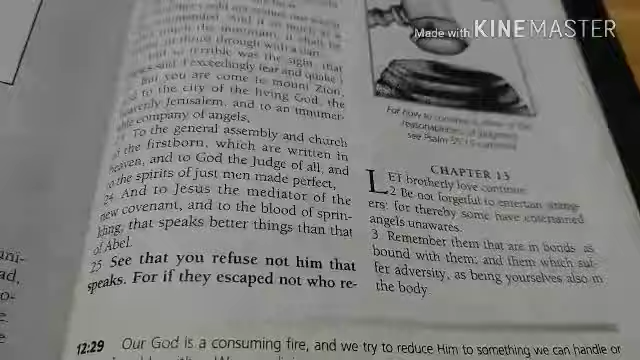 Made with KINEMASTER
so terrible was the sight, that
exceedingly fear and quake
But you are come to mount Zion,
to the city of the living God, the
heavenly Jerusalem, and to an innumer-
company of angels,
To the general assembly and church
of the firstborn, which are written in
heaven, and to God the Judge of all, and
to the spirits of just men made perfect,
24 And to Jesus the mediator of the
new covenant, and to the blood of sprin-
kling, that speaks better things than that
of Abel.
25 See that you refuse not him that
speaks. For if they escaped not who re-
For how to
reasonableness of
see Psalm
CHAPTER 13
LET brotherly love continue.
2 Be not forgetful to entertain strang-
ers: for thereby some have entertained
angels unawares.
3 Remember them that are in bonds, as
bound with them; and them which suf-
fer adversity, as being yourselves also in
the body.
12:29 Our God is a consuming fire, and we try to reduce Him to something we can handle or